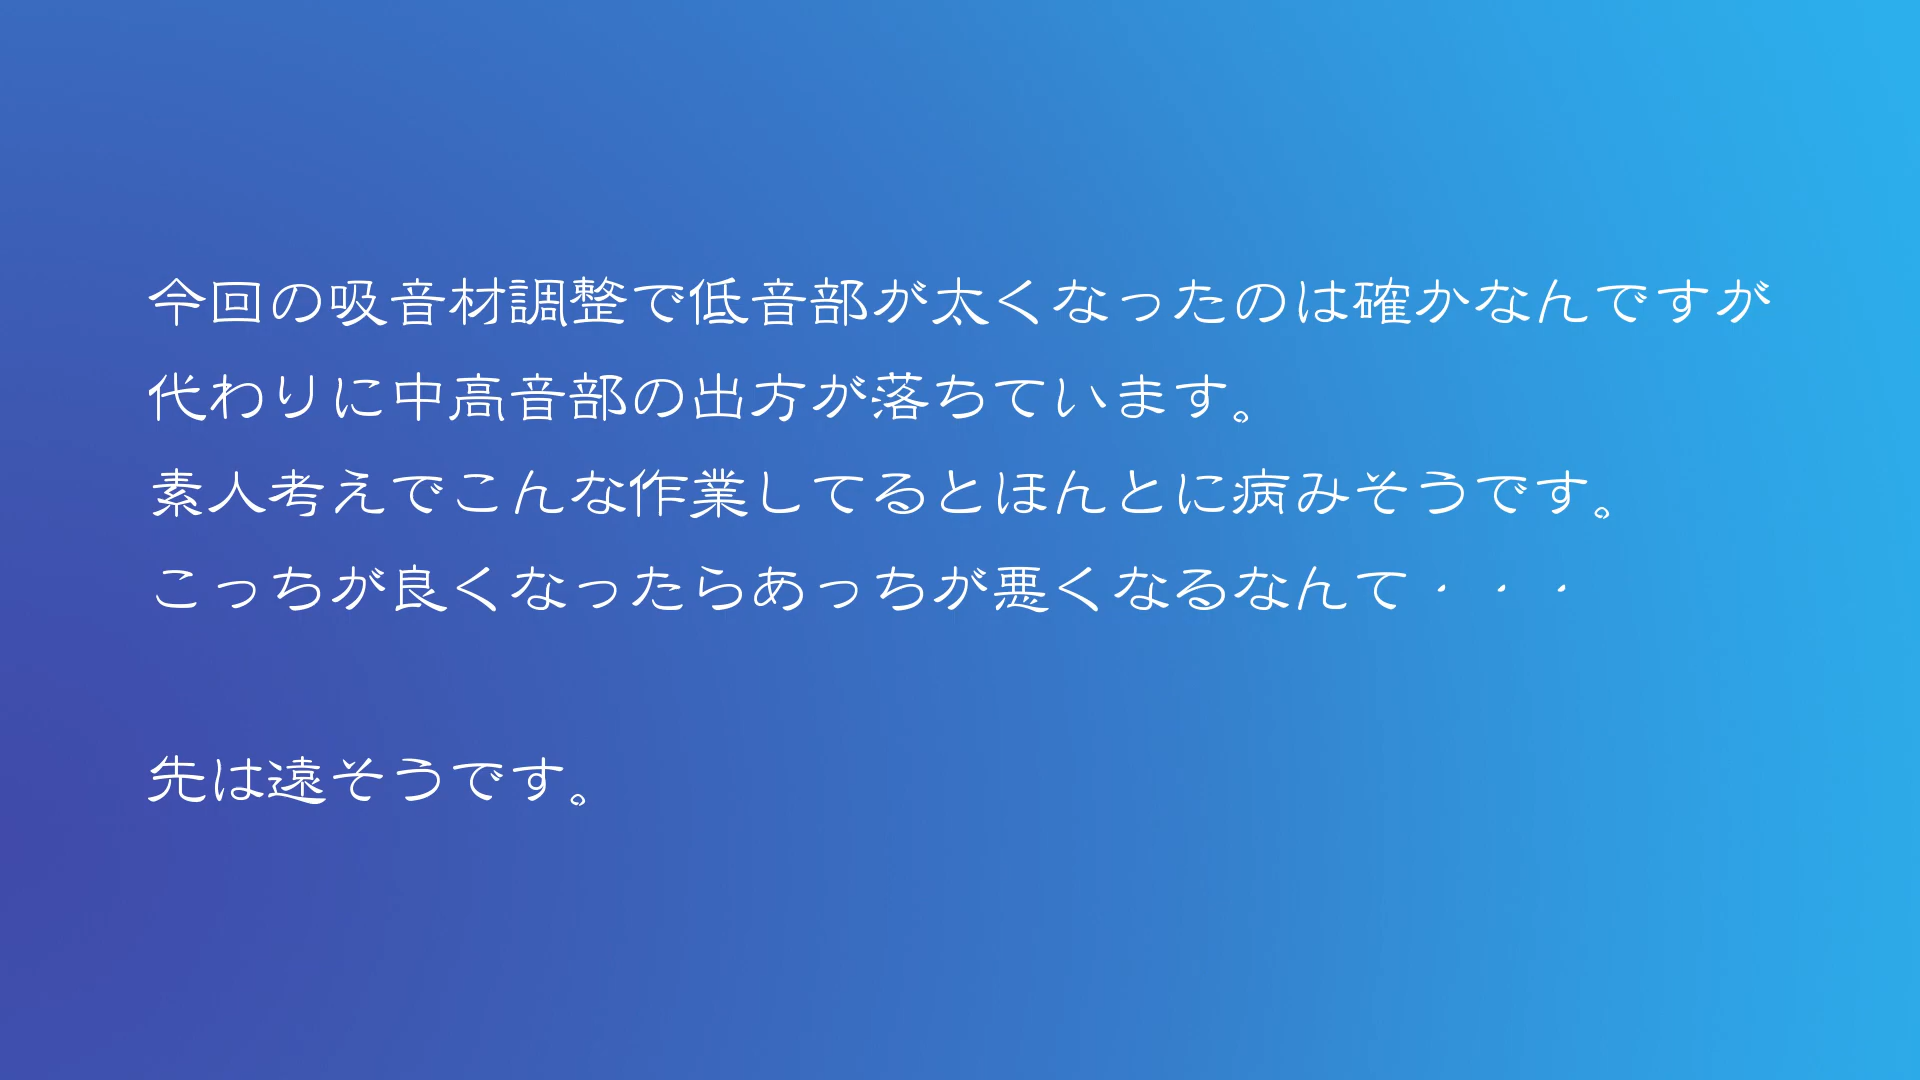 今回の吸音材調整で低音部が太くなったのは確かなんですが
代わりに中高音部の出方が落ちています。
素人考えでこんな作業してるとほんとに病みそうです。
こっちが良くなったらあっちが悪くなるなんて・・・
先は遠そうです。